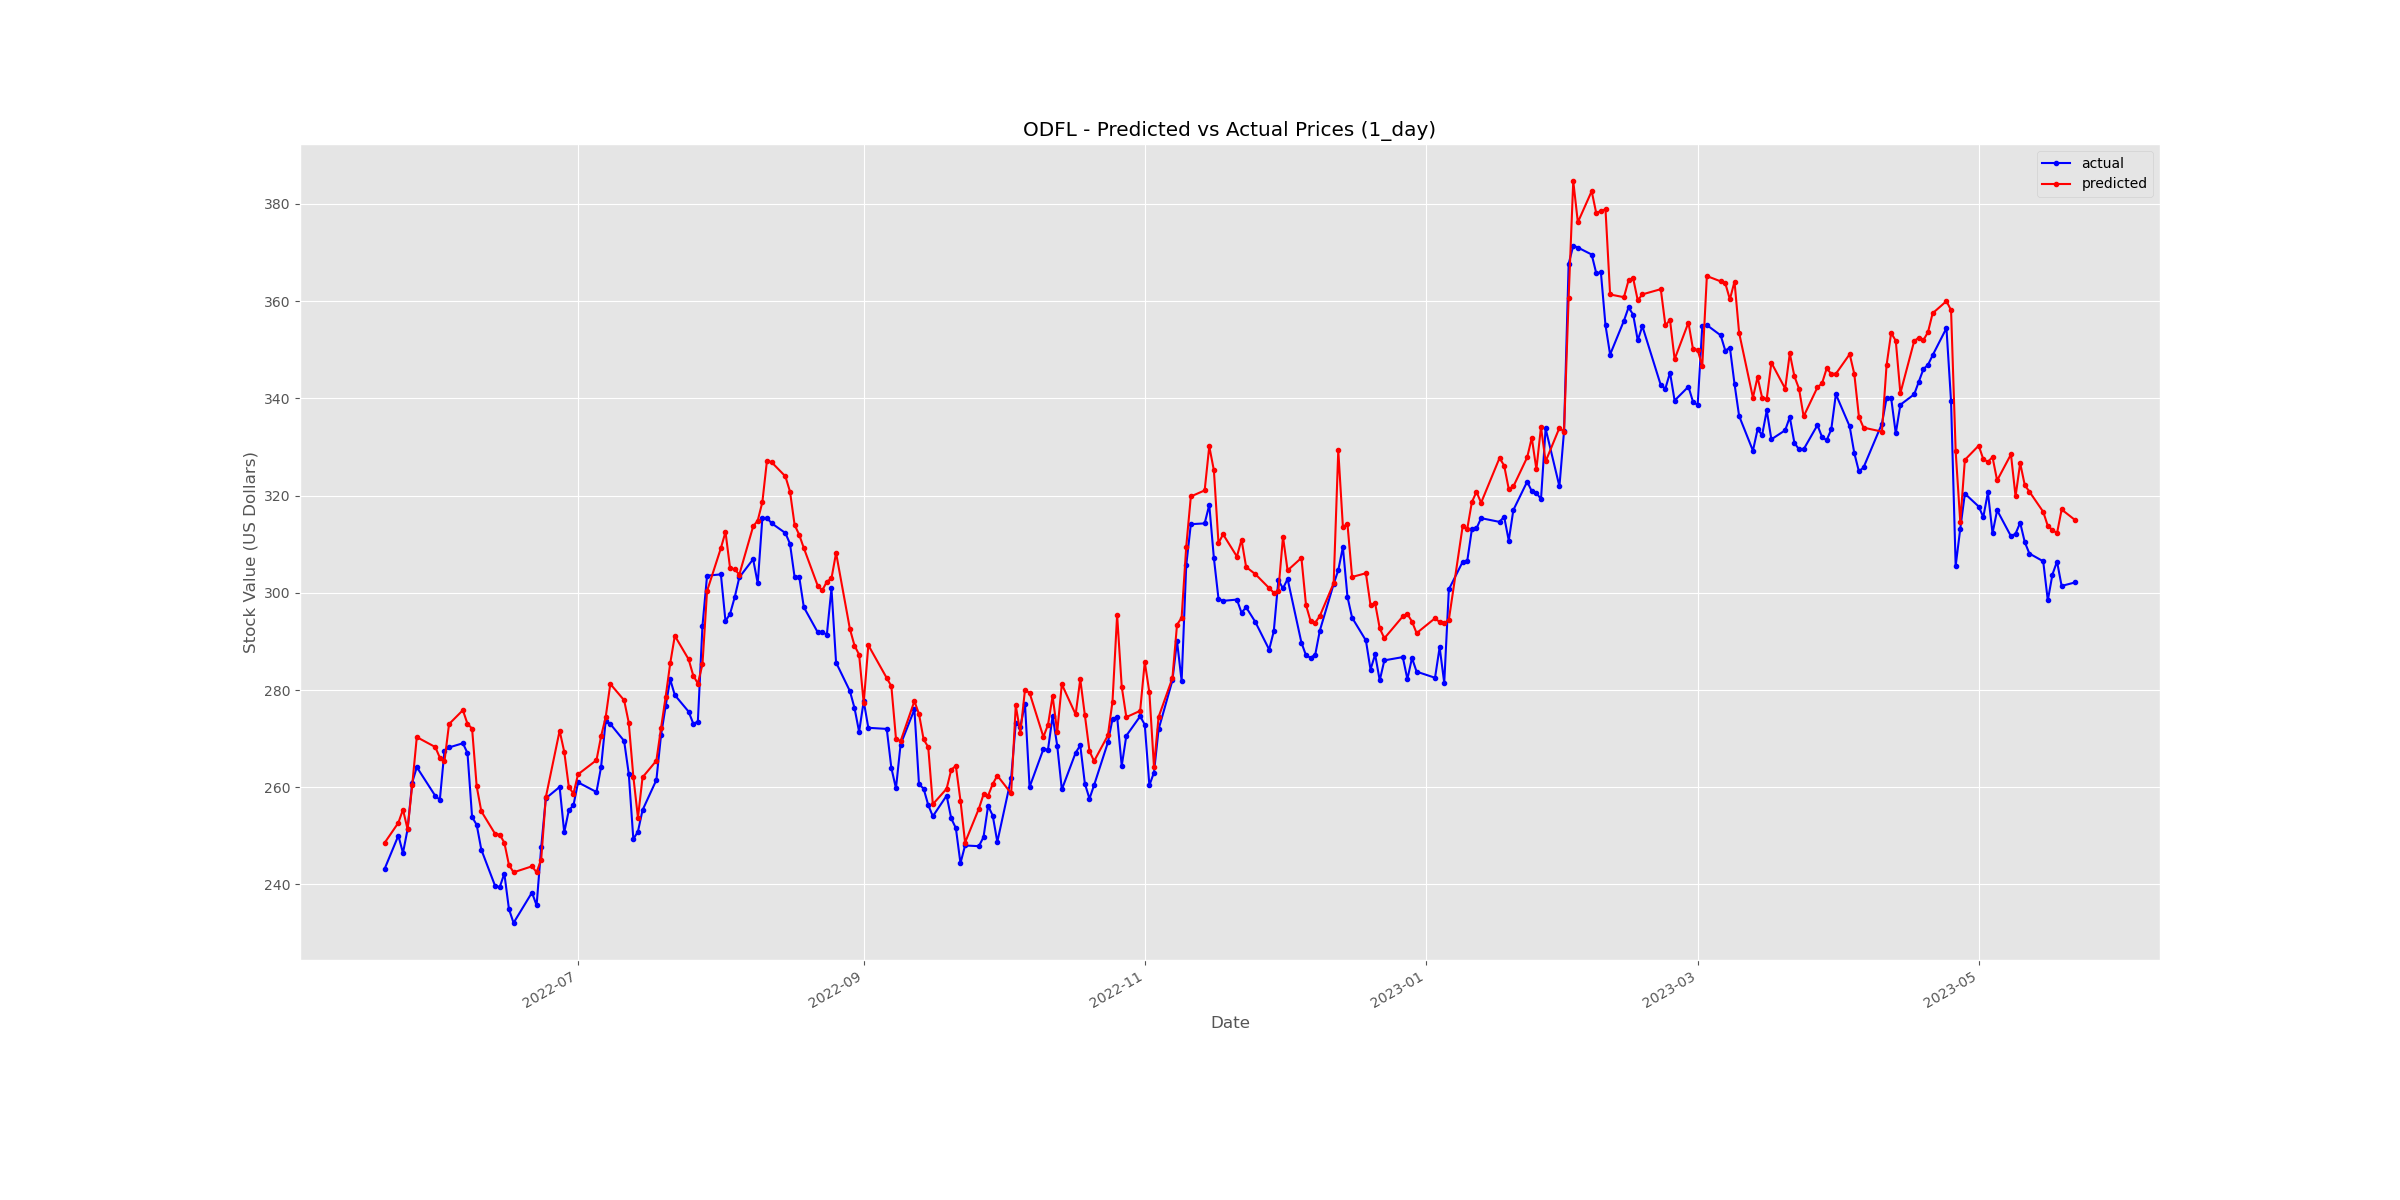 ODFL - Predicted vs Actual Prices (1_day)
actual
predicted
380
360
340
320
300
280
260
240
Stock Value (US Dollars)
2022-07
2022-09
2022-11
2023-01
2023-03
2023-05
Date